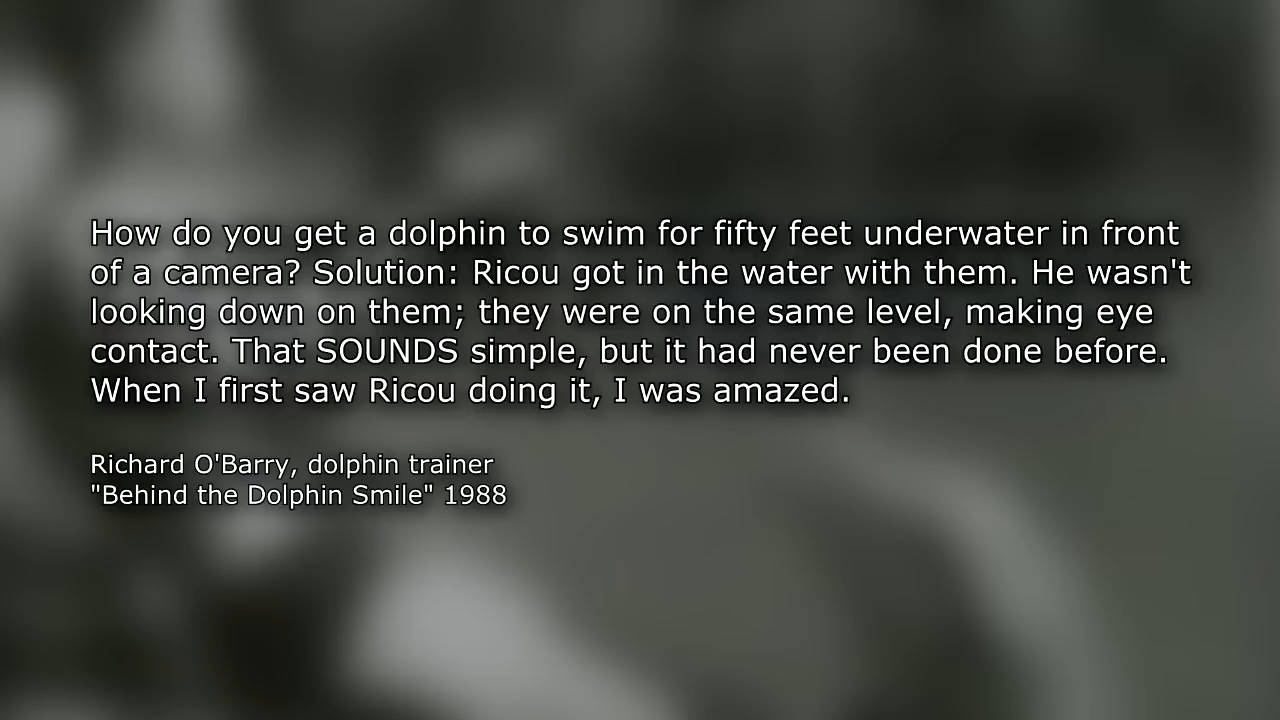 How do you get a dolphin to swim for fifty feet underwater in front
of a camera? Solution: Ricou got in the water with them. He wasn't
looking down on them; they were on the same level, making eye
contact. That SOUNDS simple, but it had never been done before.
When I first saw Ricou doing it, I was amazed.
Richard O'Barry, dolphin trainer
"Behind the Dolphin Smile" 1988